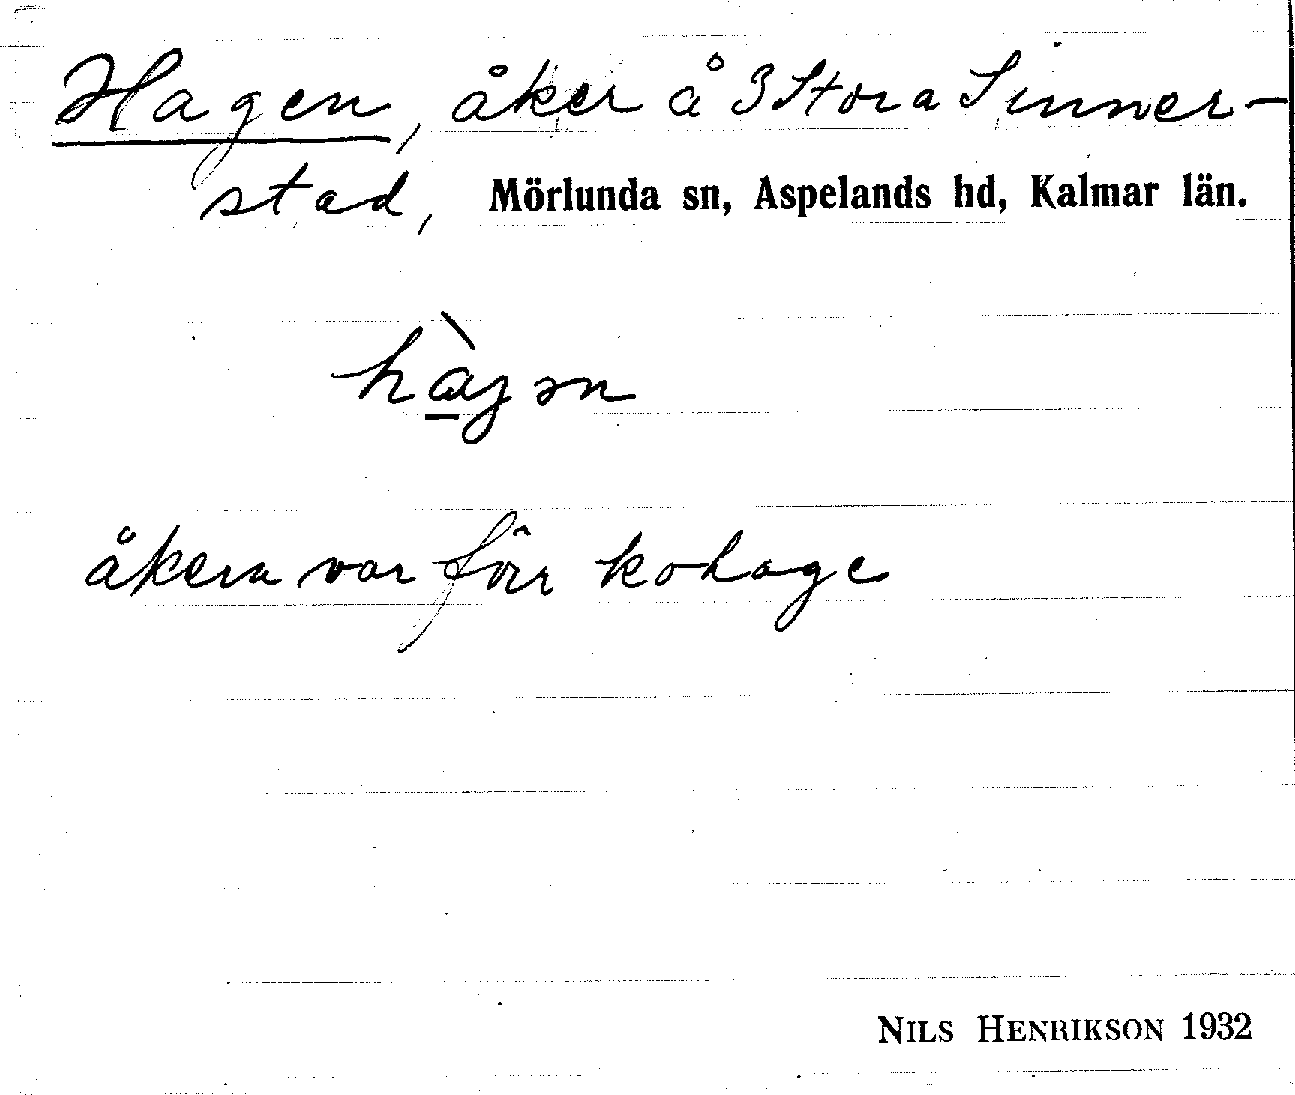 Hagen, åker å 3 Stora Sinner-
stad, Mörlunda sn, Aspelands hd, Kalmar län.
hàgən
åkern var förr kohage
NILS HENRIKSON 1932